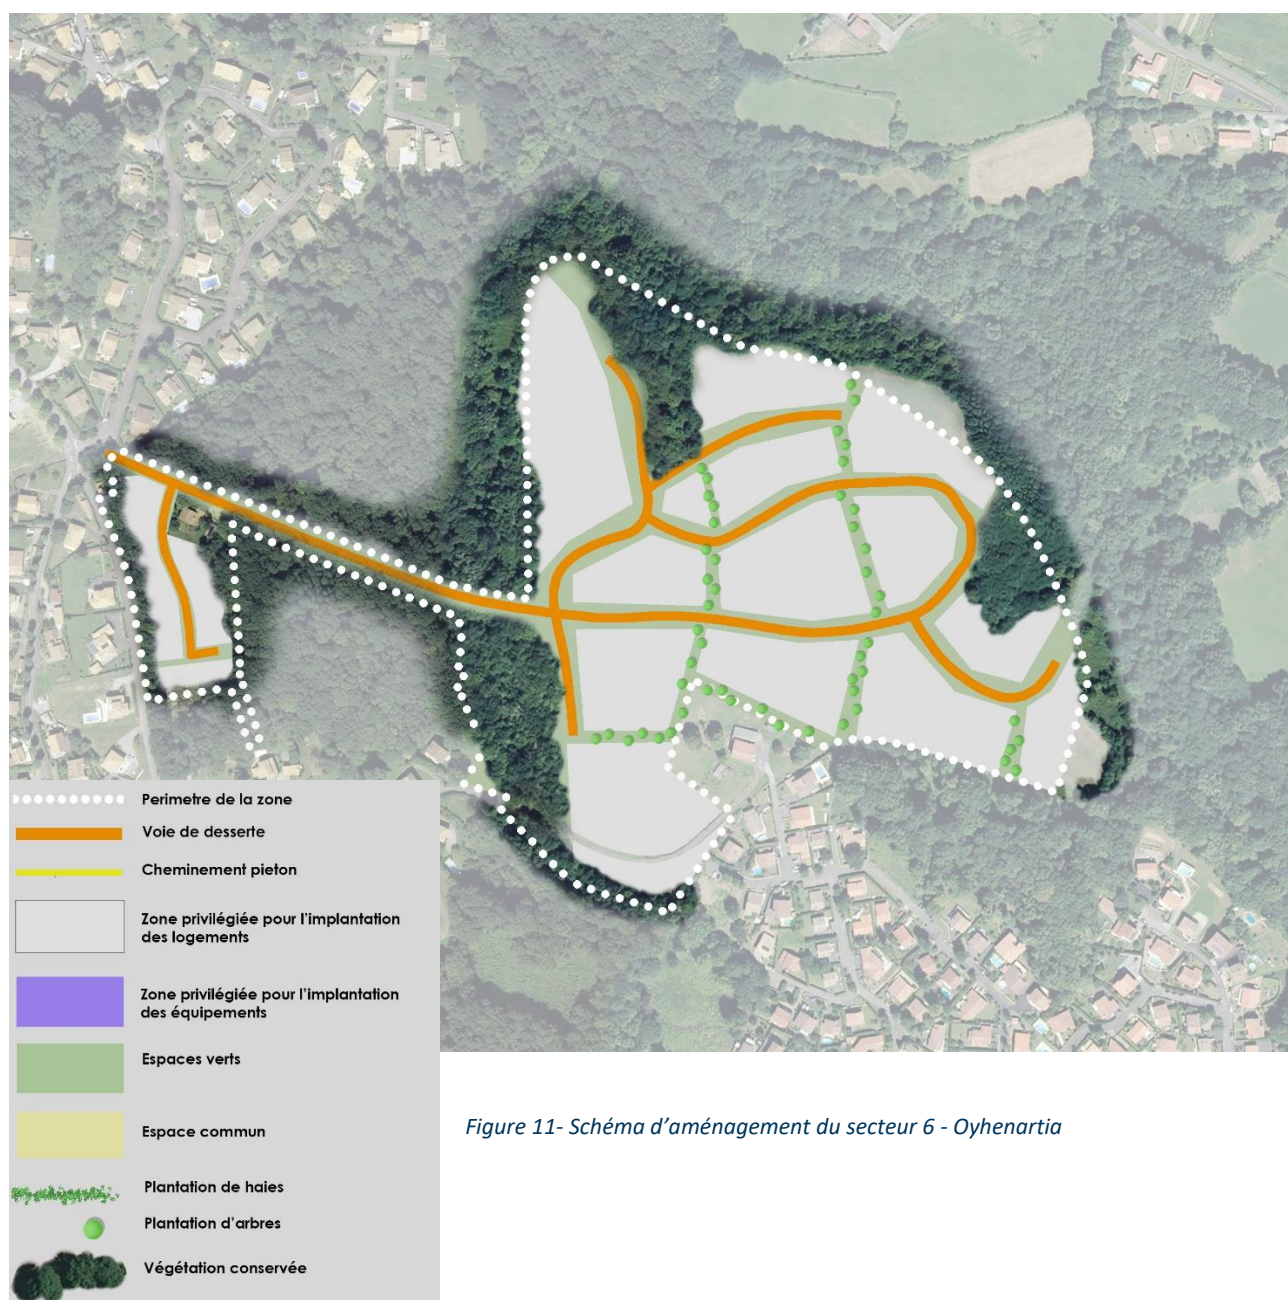 Perimetre de la zone
Voie de desserte
Cheminement pieton
Zone privilégiée pour l'implantation
des logements
Zone privilégiée pour l'implantation
des équipements
Espaces verts
Espace commun
Plantation de haies
Plantation d'arbres
Végétation conservée
Figure 11- Schéma d'aménagement du secteur 6 - Oyhenartia